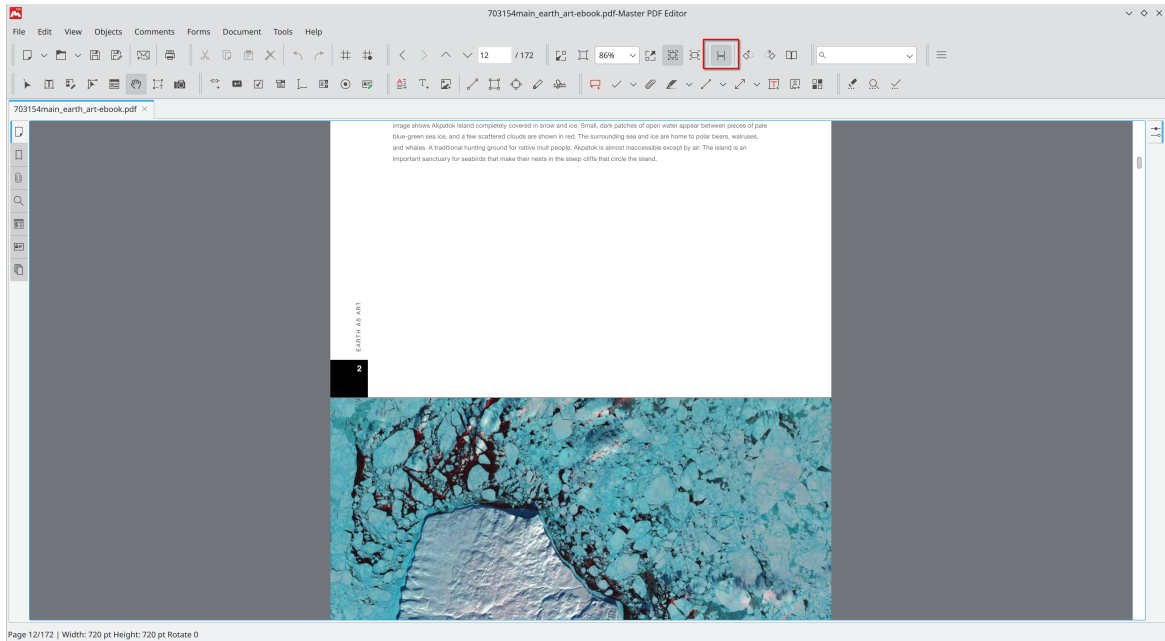 703154main_earth_art-ebook.pdf-Master PDF Editor
File Edit View Objects Comments Forms Document Tools Help
12 / 172 86%
703154main_earth_art-ebook.pdf
image shows Akpatok Island completely covered in snow and ice. Small, dark patches of open water appear between pieces of pale
blue-green sea ice, and a few scattered clouds are shown in red. The surrounding sea and ice are home to polar bears, walruses,
and whales. A traditional hunting ground for native Inuit people, Akpatok is almost inaccessible except by air. The island is an
important sanctuary for seabirds that make their nests in the steep cliffs that circle the island.
EARTH AS ART
2
Page 12/172 | Width: 720 pt Height: 720 pt Rotate 0